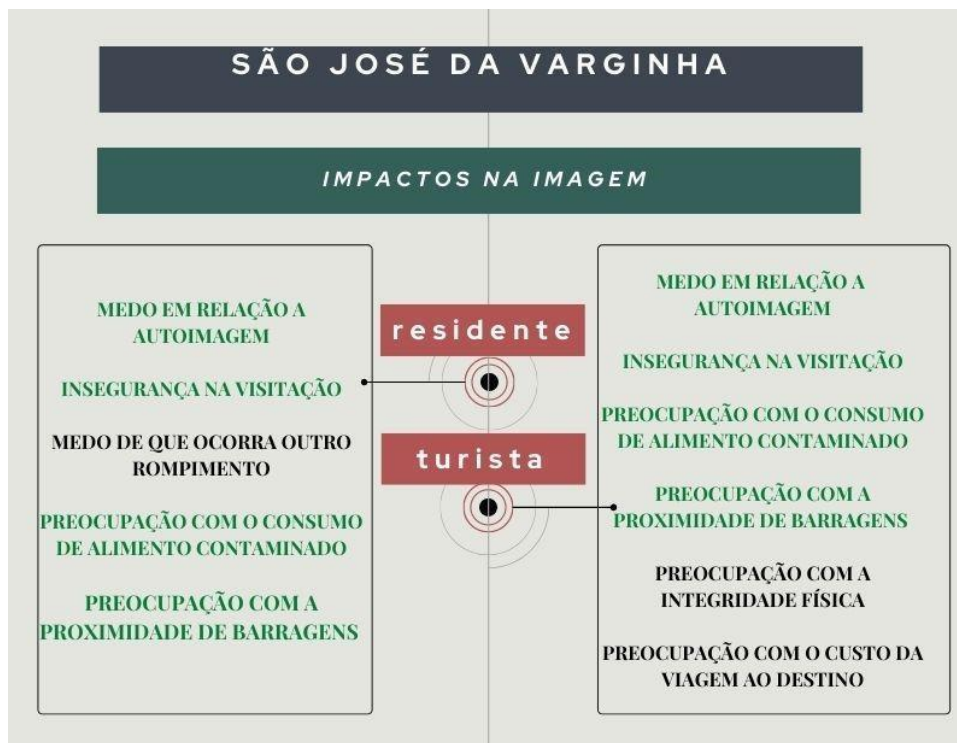 SÃO JOSÉ DA VARGINHA
IMPACTOS NA IMAGEM
residente
MEDO EM RELAÇÃO A
AUTOIMAGEM
INSEGURANÇA NA VISITAÇÃO
MEDO DE QUE OCORRA OUTRO
ROMPIMENTO
PREOCUPAÇÃO COM O CONSUMO
DE ALIMENTO CONTAMINADO
PREOCUPAÇÃO COM A
PROXIMIDADE DE BARRAGENS
turista
MEDO EM RELAÇÃO A
AUTOIMAGEM
INSEGURANÇA NA VISITAÇÃO
PREOCUPAÇÃO COM O CONSUMO
DE ALIMENTO CONTAMINADO
PREOCUPAÇÃO COM A
PROXIMIDADE DE BARRAGENS
PREOCUPAÇÃO COM A
INTEGRIDADE FÍSICA
PREOCUPAÇÃO COM O CUSTO DA
VIAGEM AO DESTINO